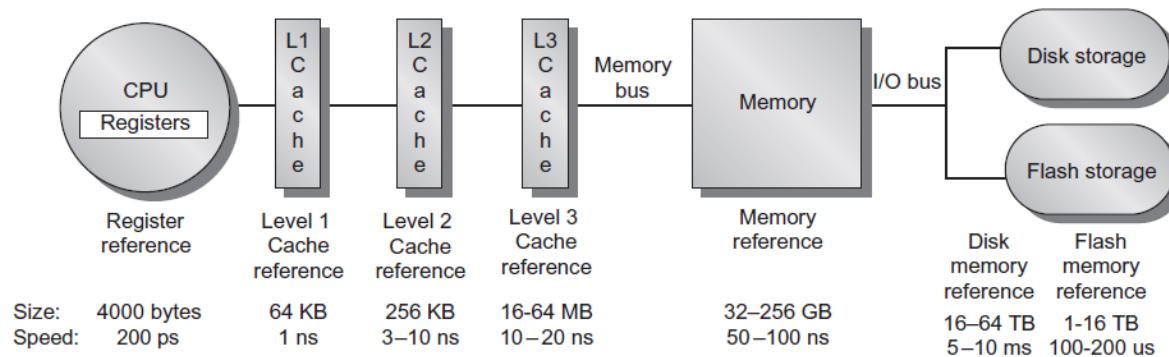 CPU
Registers
L1
C
a
c
h
e
L2
C
a
c
h
e
L3
C
a
c
h
e
Memory
bus
Memory
I/O bus
Disk storage
Flash storage
Register
reference
Level 1
Cache
reference
Level 2
Cache
reference
Level 3
Cache
reference
Memory
reference
Disk
memory
reference
Flash
memory
reference
Size: 4000 bytes 64 KB 256 KB 16-64 MB 32–256 GB 16–64 TB 1-16 TB
Speed: 200 ps 1 ns 3–10 ns 10–20 ns 50–100 ns 5–10 ms 100-200 us